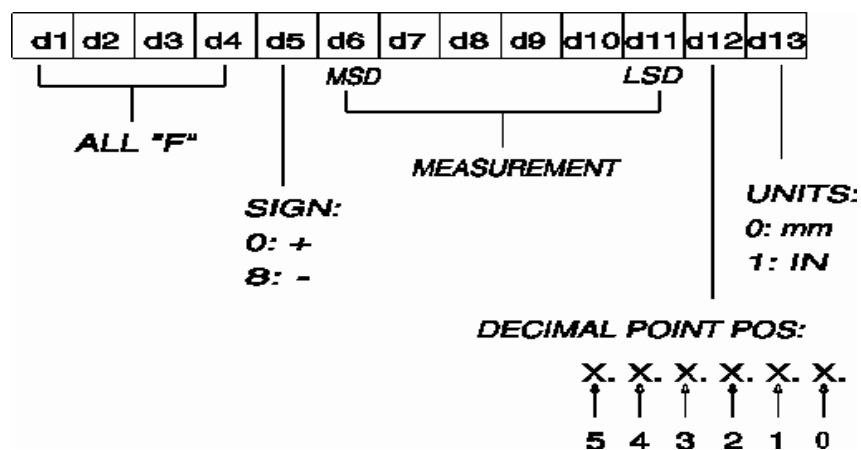 d1 d2 d3 d4 d5 d6 d7 d8 d9 d10 d11 d12 d13
MSD LSD
ALL "F"
MEASUREMENT
SIGN:
0: +
8: -
UNITS:
0: mm
1: IN
DECIMAL POINT POS:
X. X. X. X. X. X.
5 4 3 2 1 0